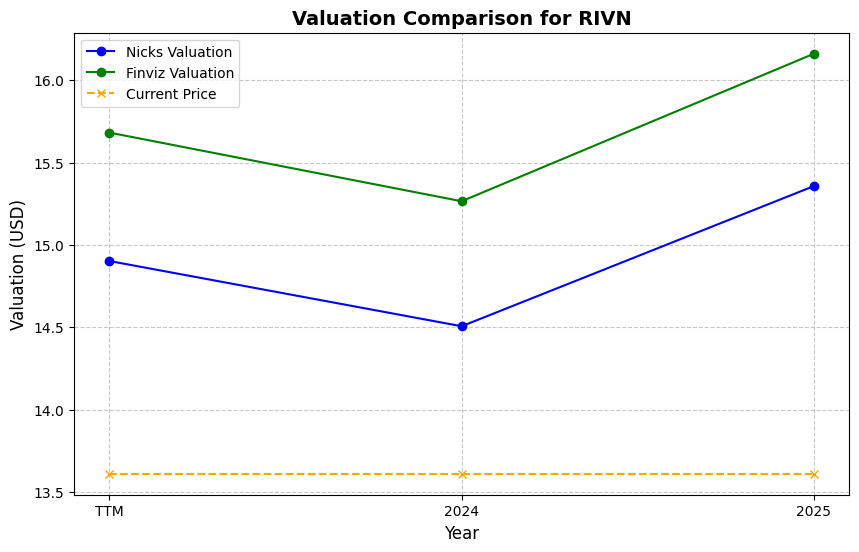 Valuation Comparison for RIVN
Nicks Valuation
Finviz Valuation
Current Price
Valuation (USD)
16.0
15.5
15.0
14.5
14.0
13.5
TTM
2024
2025
Year